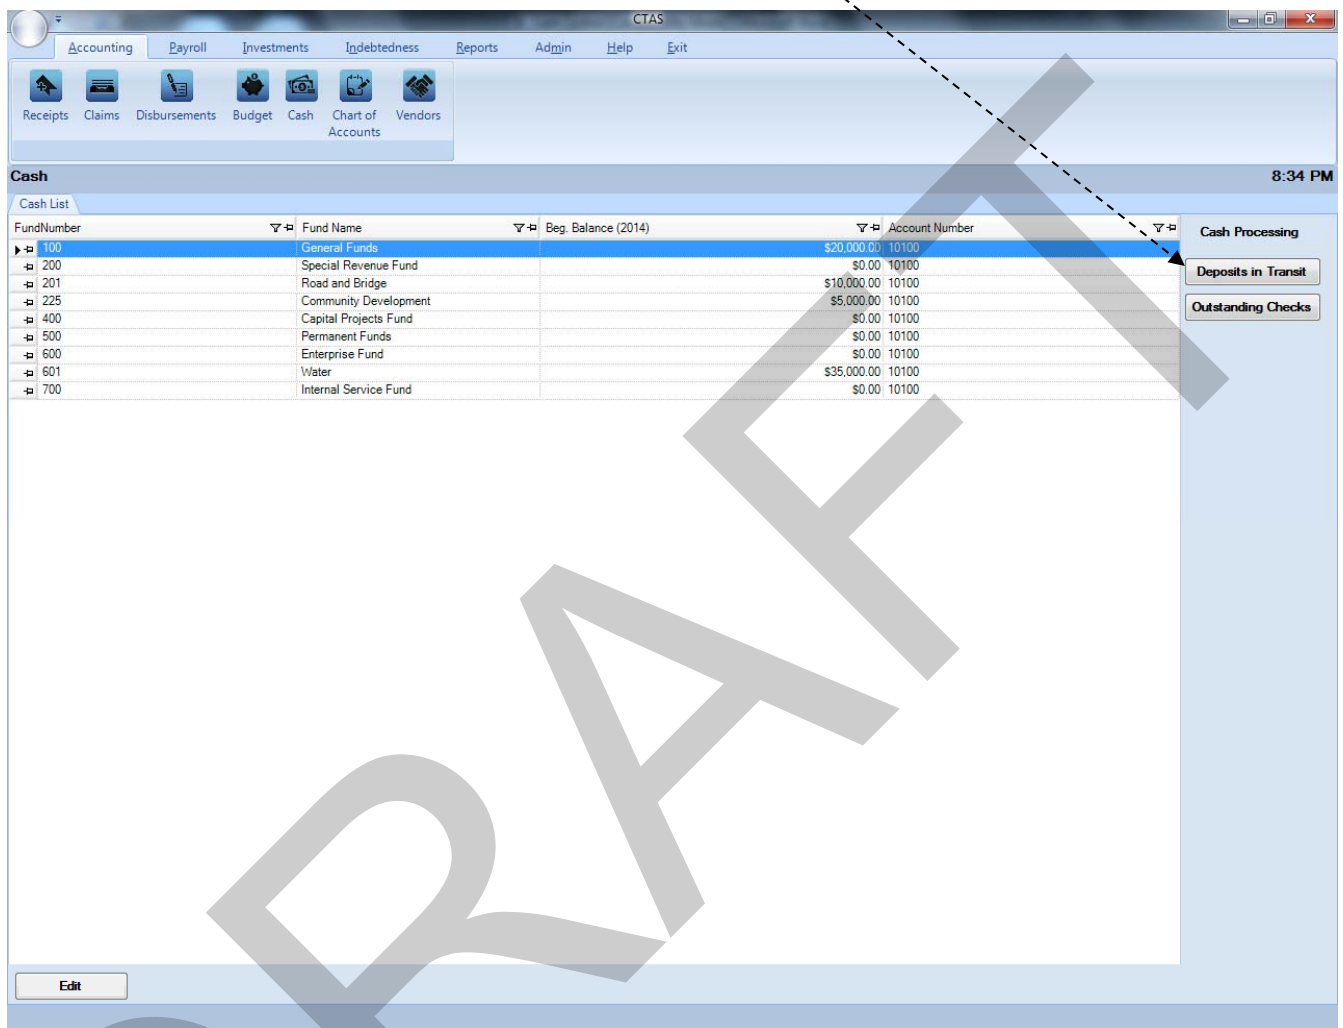 CTAS
Accounting Payroll Investments Indebtedness Reports Admin Help Exit
Receipts Claims Disbursements Budget Cash Chart of Accounts Vendors
Cash 8:34 PM
Cash List
FundNumber Fund Name Beg. Balance (2014) Account Number
100 General Funds $20,000.00 10100
200 Special Revenue Fund $0.00 10100
201 Road and Bridge $10,000.00 10100
225 Community Development $5,000.00 10100
400 Capital Projects Fund $0.00 10100
500 Permanent Funds $0.00 10100
600 Enterprise Fund $0.00 10100
601 Water $35,000.00 10100
700 Internal Service Fund $0.00 10100
Cash Processing
Deposits in Transit
Outstanding Checks
Edit
DRAFT